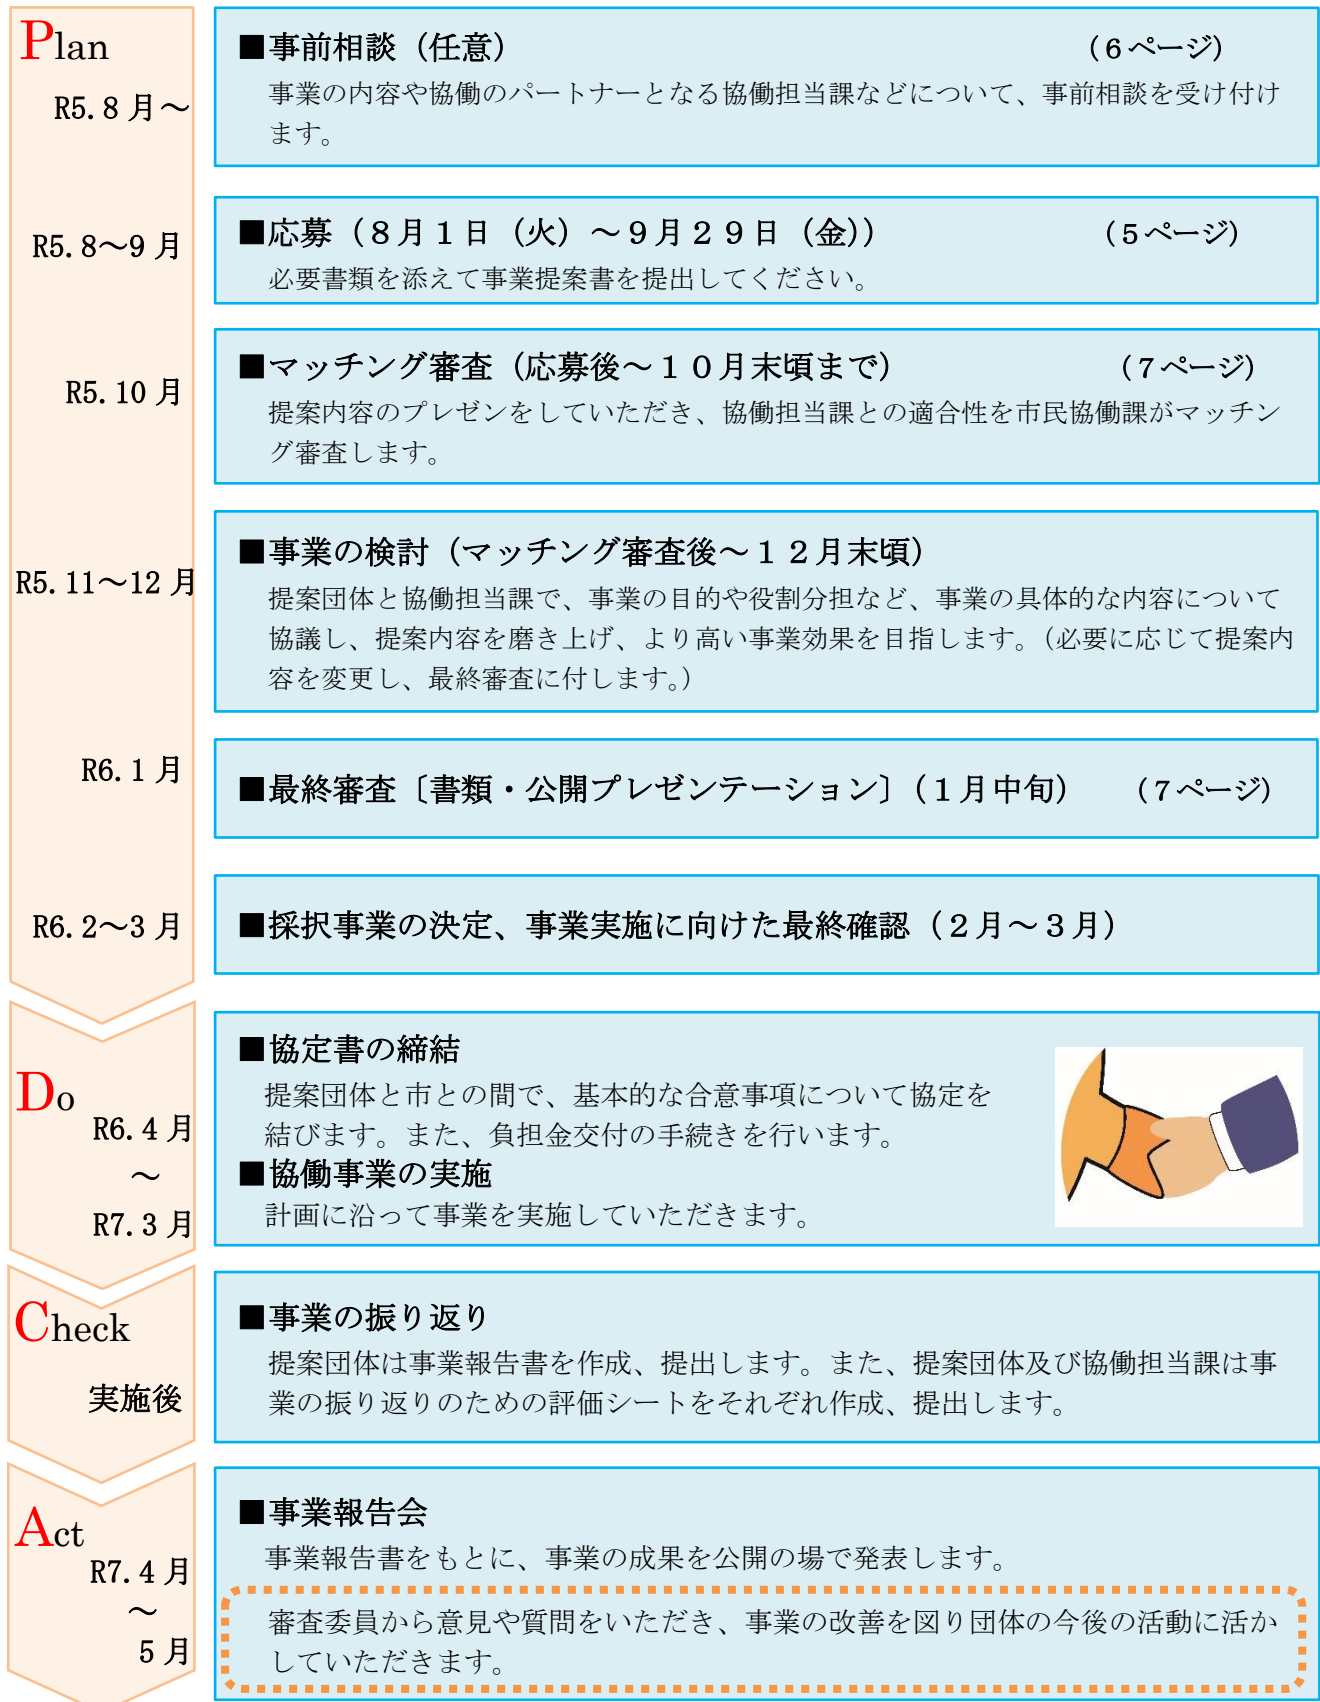 Plan
R5.8月～
■事前相談（任意）　（6ページ）
事業の内容や協働のパートナーとなる協働担当課などについて、事前相談を受け付け
ます。
R5.8～9月
■応募（８月１日（火）～９月２９日（金））　（5ページ）
必要書類を添えて事業提案書を提出してください。
R5.10月
■マッチング審査（応募後～１０月末頃まで）　（7ページ）
提案内容のプレゼンをしていただき、協働担当課との適合性を市民協働課がマッチン
グ審査します。
R5.11～12月
■事業の検討（マッチング審査後～１２月末頃）
提案団体と協働担当課で、事業の目的や役割分担など、事業の具体的な内容について
協議し、提案内容を磨き上げ、より高い事業効果を目指します。（必要に応じて提案内
容を変更し、最終審査に付します。）
R6.1月
■最終審査〔書類・公開プレゼンテーション〕（１月中旬）　（7ページ）
R6.2～3月
■採択事業の決定、事業実施に向けた最終確認（２月～３月）
Do
R6.4月
～
R7.3月
■協定書の締結
提案団体と市との間で、基本的な合意事項について協定を
結びます。また、負担金交付の手続きを行います。
■協働事業の実施
計画に沿って事業を実施していただきます。
Check
実施後
■事業の振り返り
提案団体は事業報告書を作成、提出します。また、提案団体及び協働担当課は事
業の振り返りのための評価シートをそれぞれ作成、提出します。
Act
R7.4月
～
5月
■事業報告会
事業報告書をもとに、事業の成果を公開の場で発表します。
審査委員から意見や質問をいただき、事業の改善を図り団体の今後の活動に活か
していただきます。